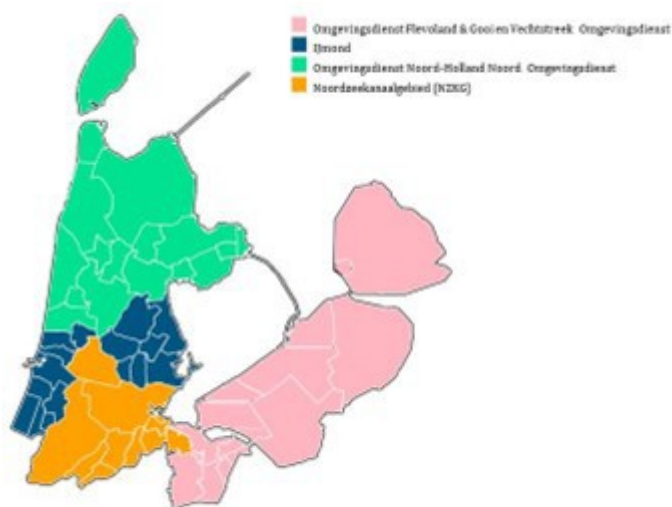 Omgevingsdienst Flevoland & Gooi en Vechtstreek Omgevingsdienst
IJmond
Omgevingsdienst Noord-Holland Noord Omgevingsdienst
Noordzeekanaalgebied (NZKG)